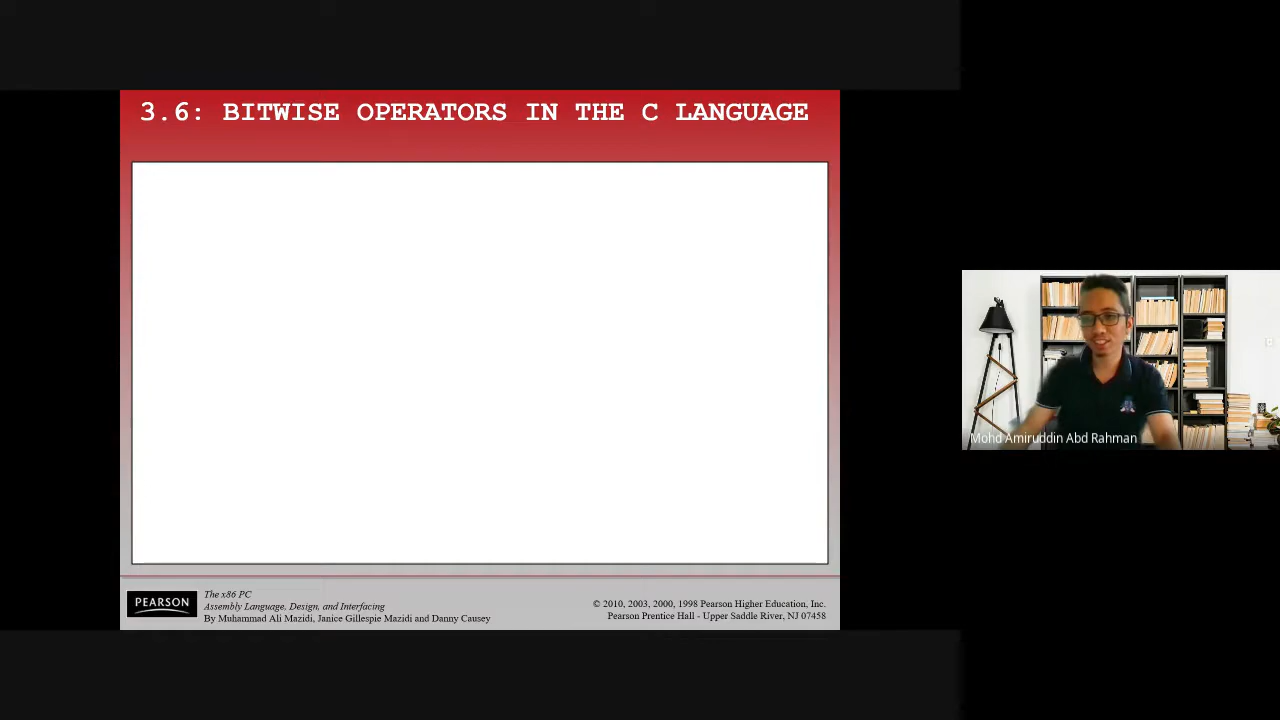 3.6: BITWISE OPERATORS IN THE C LANGUAGE
PEARSON
The x86 PC
Assembly Language, Design, and Interfacing
By Muhammad Ali Mazidi, Janice Gillespie Mazidi and Danny Causey
© 2010, 2003, 2000, 1998 Pearson Higher Education, Inc.
Pearson Prentice Hall - Upper Saddle River, NJ 07458
Mohd Amiruddin Abd Rahman